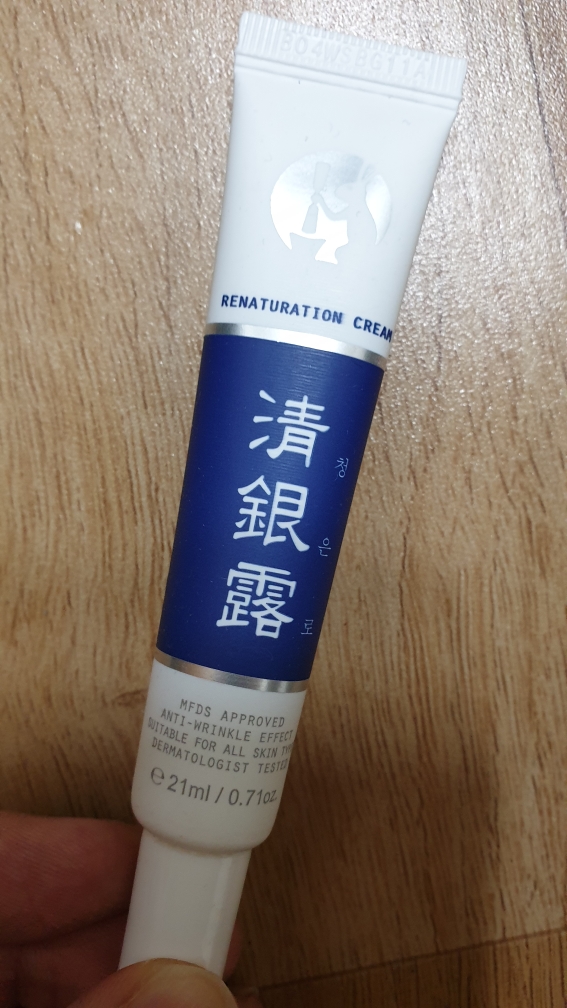 RENATURATION CREAM
清銀露
청은로
MFDS APPROVED
ANTI-WRINKLE EFFECT
SUITABLE FOR ALL SKIN TY
DERMATOLOGIST TESTED
℮ 21ml / 0.71oz.